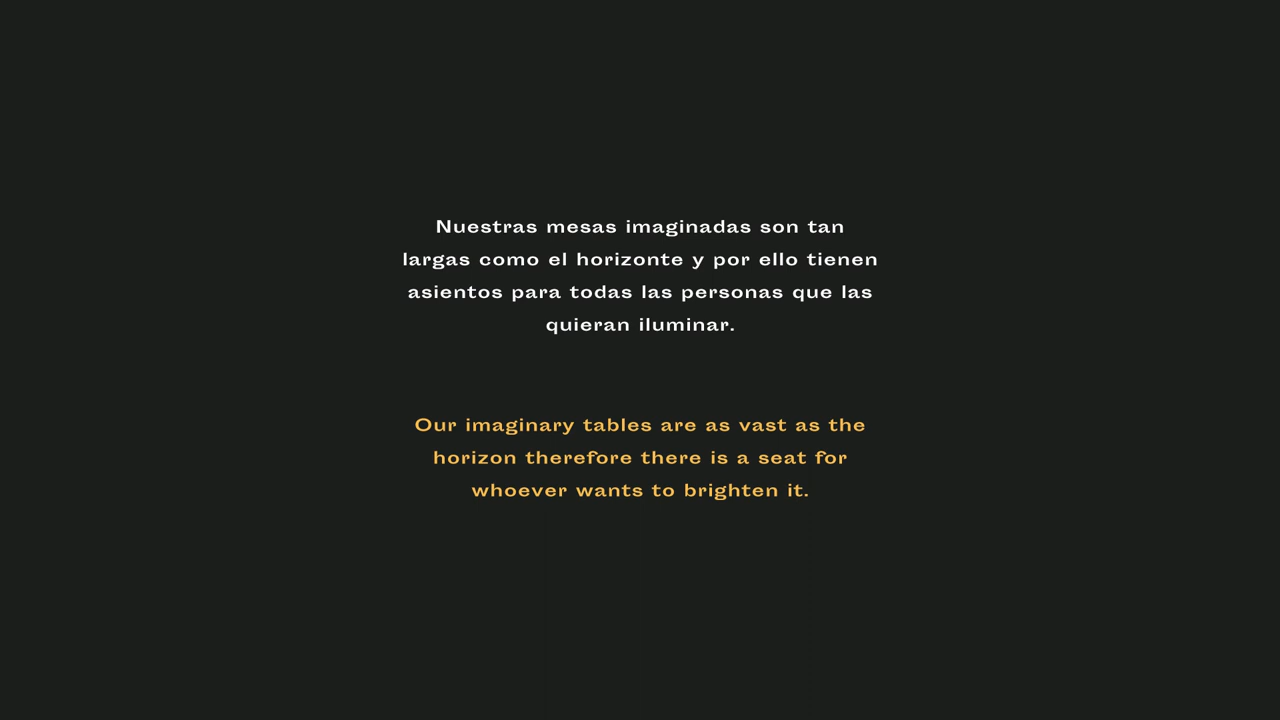 Nuestras mesas imaginadas son tan
largas como el horizonte y por ello tienen
asientos para todas las personas que las
quieran iluminar.
Our imaginary tables are as vast as the
horizon therefore there is a seat for
whoever wants to brighten it.